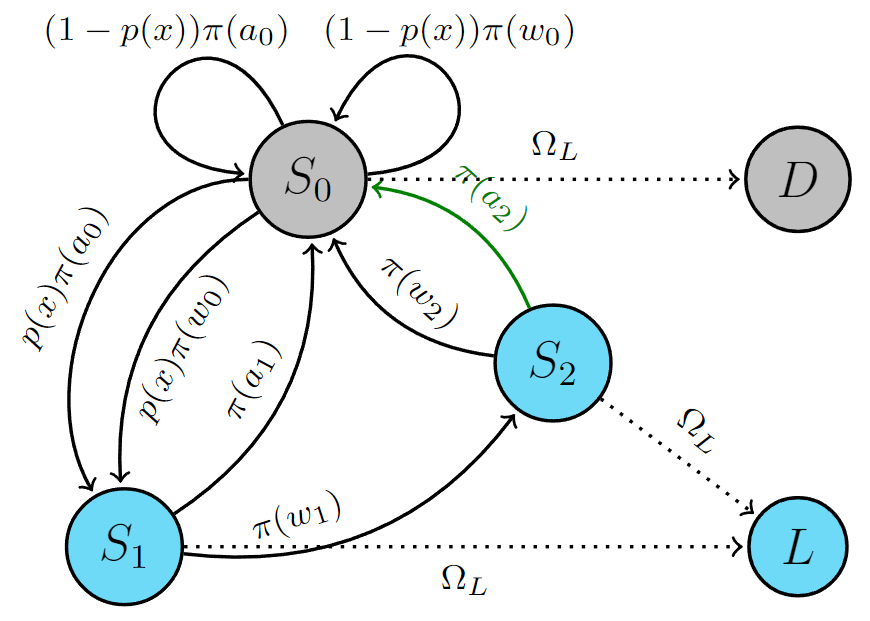 (1 − p(x))π(a₀) (1 − p(x))π(w₀)
Ω_L
S₀
D
π(a₂)
p(x)π(a₀)
p(x)π(w₀)
π(w₂)
π(a₁)
S₂
Ω_L
π(w₁)
S₁
L
Ω_L